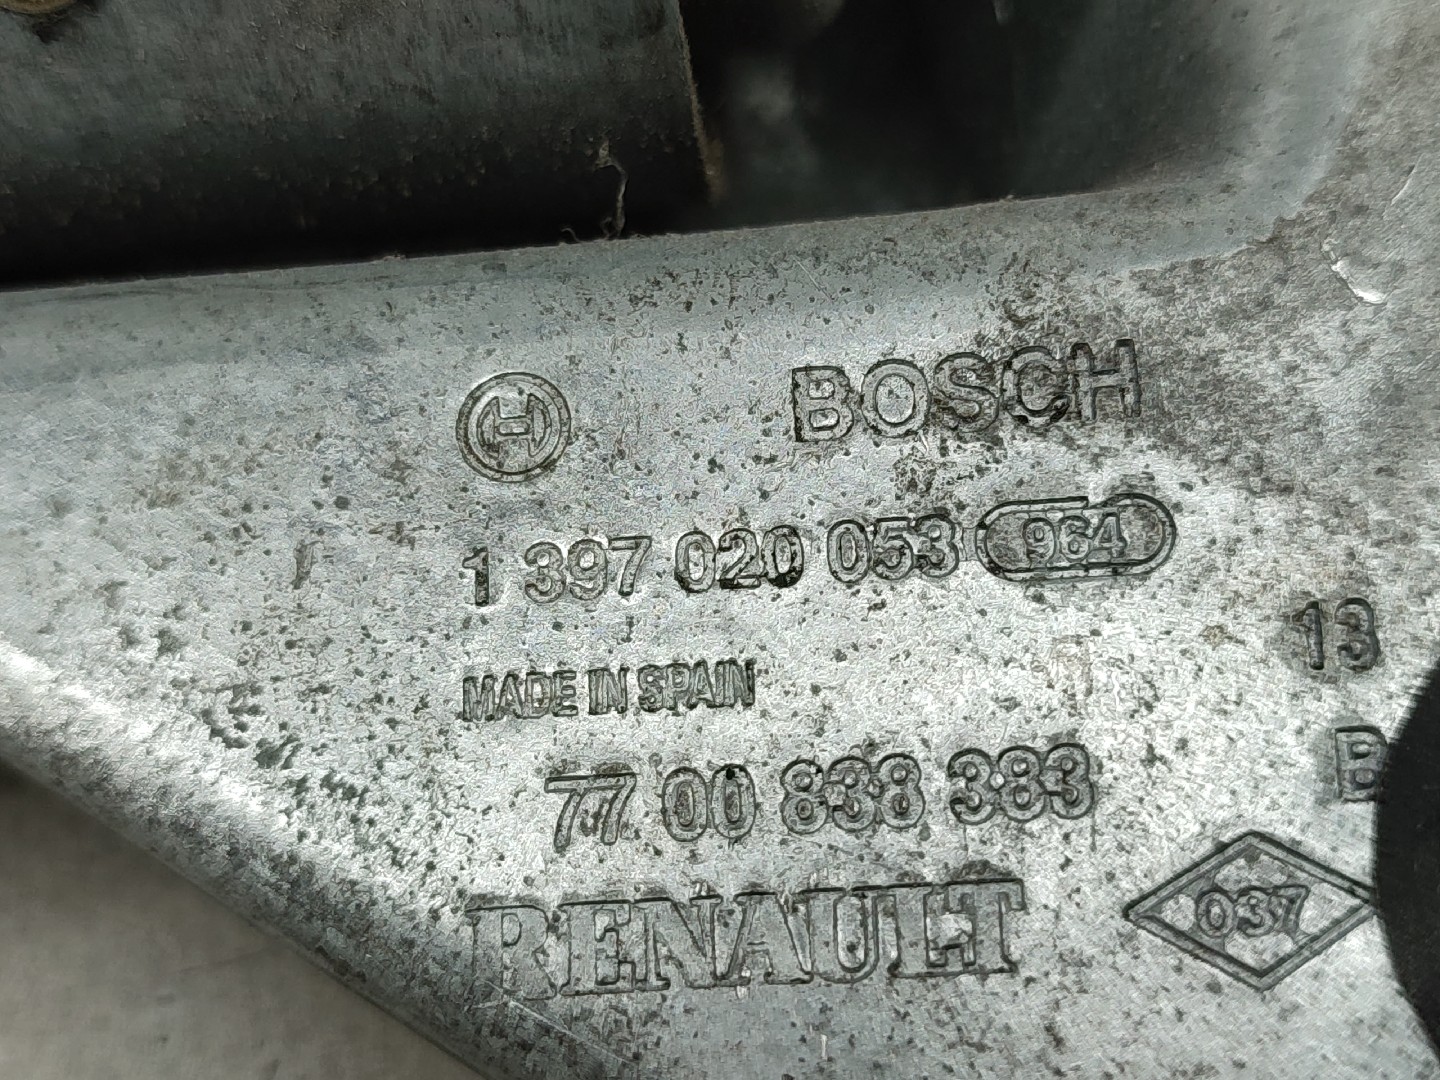 BOSCH
1 397 020 053 964
13
MADE IN SPAIN
B
77 00 838 383
RENAULT
037